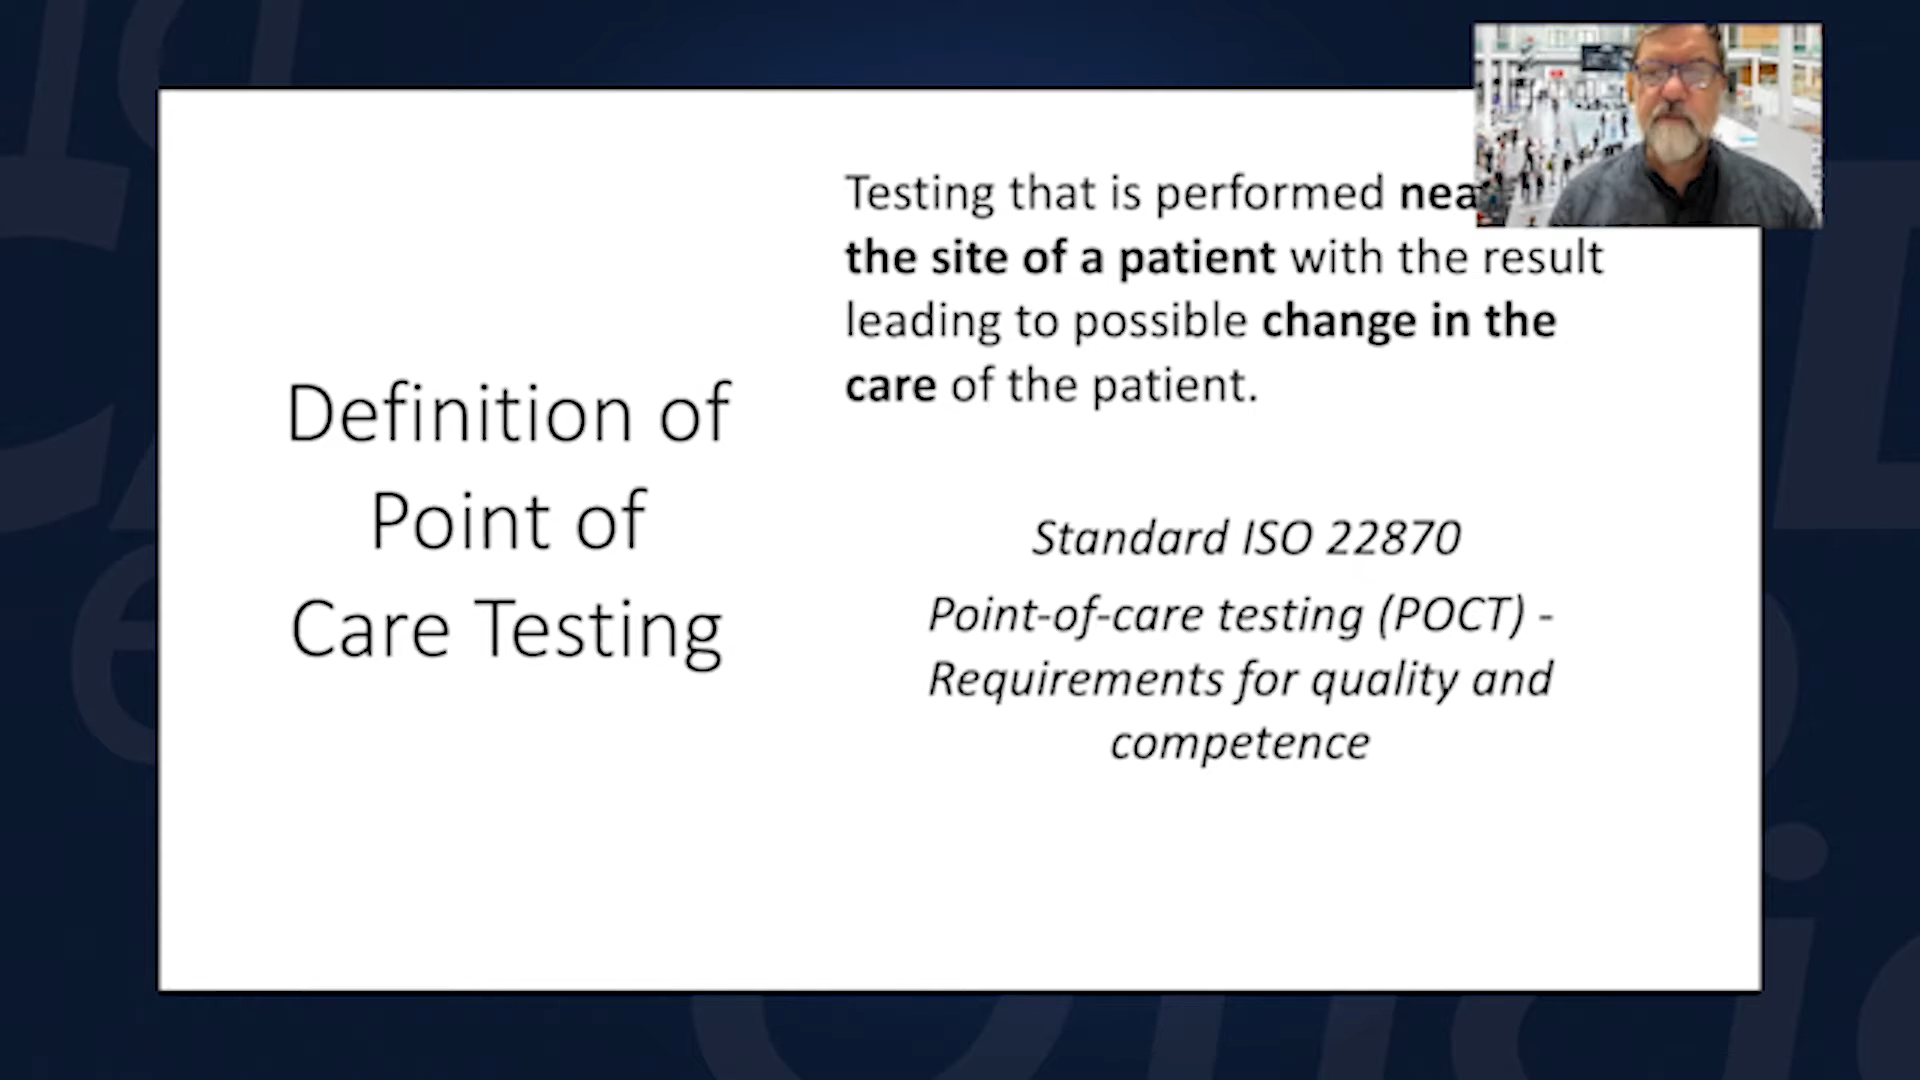 Definition of
Point of
Care Testing
Testing that is performed
the site of a patient with the result
leading to possible change in the
care of the patient.
Standard ISO 22870
Point-of-care testing (POCT) -
Requirements for quality and
competence